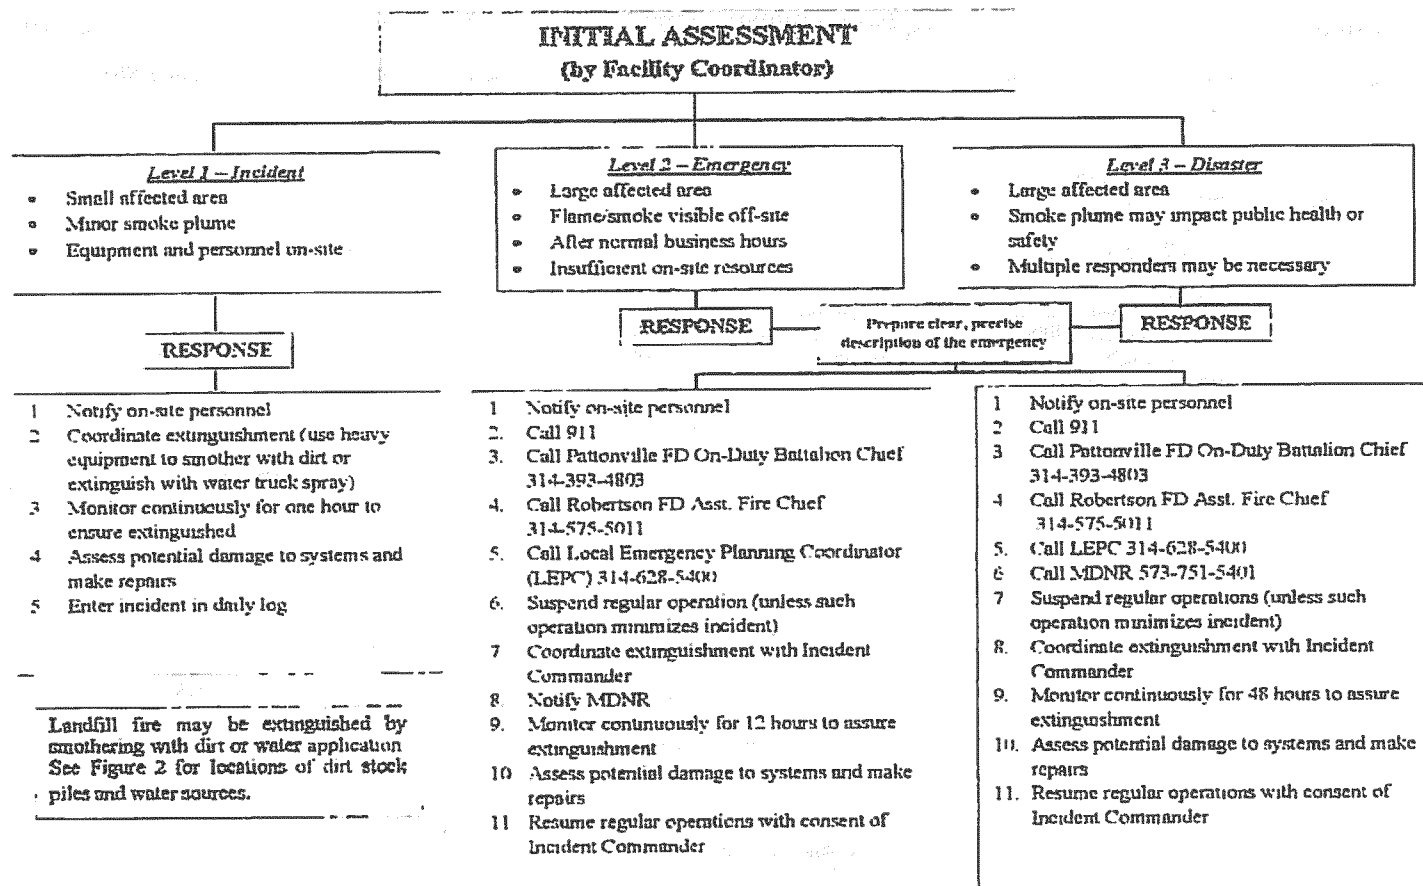 INITIAL ASSESSMENT
(by Facility Coordinator)
Level 1 – Incident
• Small affected area
• Minor smoke plume
• Equipment and personnel on-site
RESPONSE
1 Notify on-site personnel
2 Coordinate extinguishment (use heavy
equipment to smother with dirt or
extinguish with water truck spray)
3 Monitor continuously for one hour to
ensure extinguished
4 Assess potential damage to systems and
make repairs
5 Enter incident in daily log
Landfill fire may be extinguished by
smothering with dirt or water application
See Figure 2 for locations of dirt stock
piles and water sources.
Level 2 – Emergency
• Large affected area
• Flame/smoke visible off-site
• After normal business hours
• Insufficient on-site resources
RESPONSE
Prepare clear, precise
description of the emergency
1 Notify on-site personnel
2. Call 911
3. Call Pattonville FD On-Duty Battalion Chief
314-393-4803
4. Call Robertson FD Asst. Fire Chief
314-575-5011
5. Call Local Emergency Planning Coordinator
(LEPC) 314-628-5400
6. Suspend regular operation (unless such
operation minimizes incident)
7 Coordinate extinguishment with Incident
Commander
8 Notify MDNR
9. Monitor continuously for 12 hours to assure
extinguishment
10 Assess potential damage to systems and make
repairs
11 Resume regular operations with consent of
Incident Commander
Level 3 – Disaster
• Large affected area
• Smoke plume may impact public health or
safety
• Multiple responders may be necessary
RESPONSE
1 Notify on-site personnel
2 Call 911
3 Call Pattonville FD On-Duty Battalion Chief
314-393-4803
4 Call Robertson FD Asst. Fire Chief
314-575-5011
5. Call LEPC 314-628-5400
6 Call MDNR 573-751-5401
7 Suspend regular operations (unless such
operation minimizes incident)
8. Coordinate extinguishment with Incident
Commander
9. Monitor continuously for 48 hours to assure
extinguishment
10. Assess potential damage to systems and make
repairs
11. Resume regular operations with consent of
Incident Commander